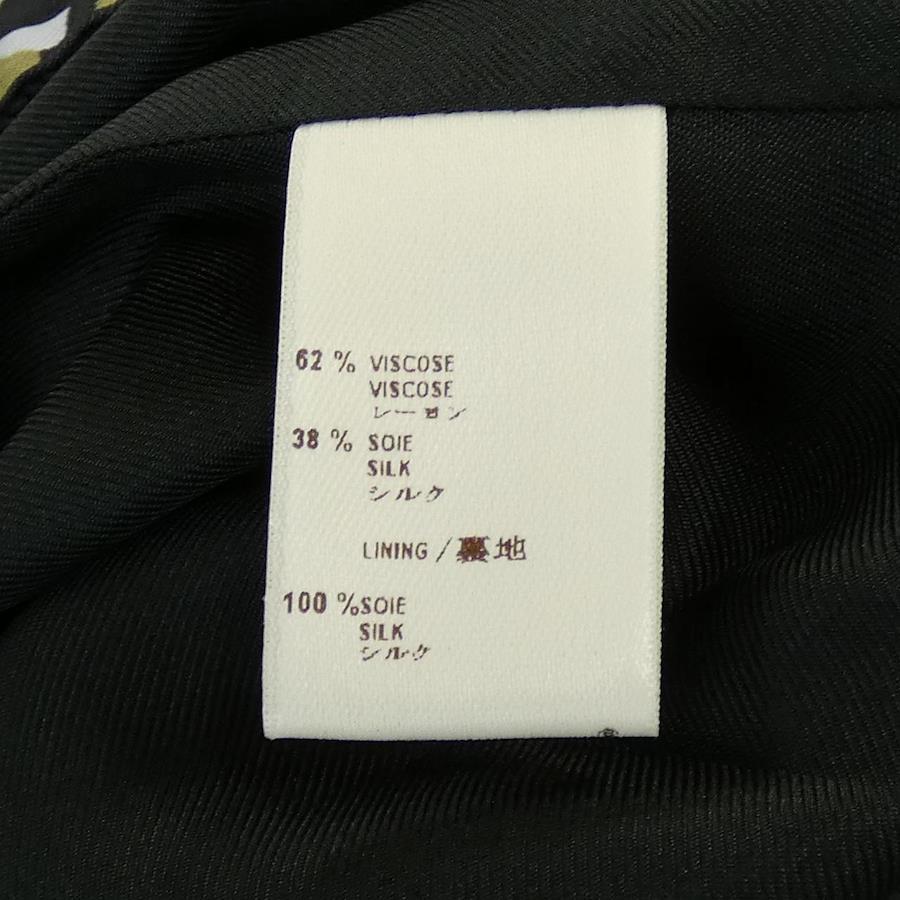 62 % VISCOSE
VISCOSE
レーヨン
38 % SOIE
SILK
シルク
LINING / 裏地
100 % SOIE
SILK
シルク